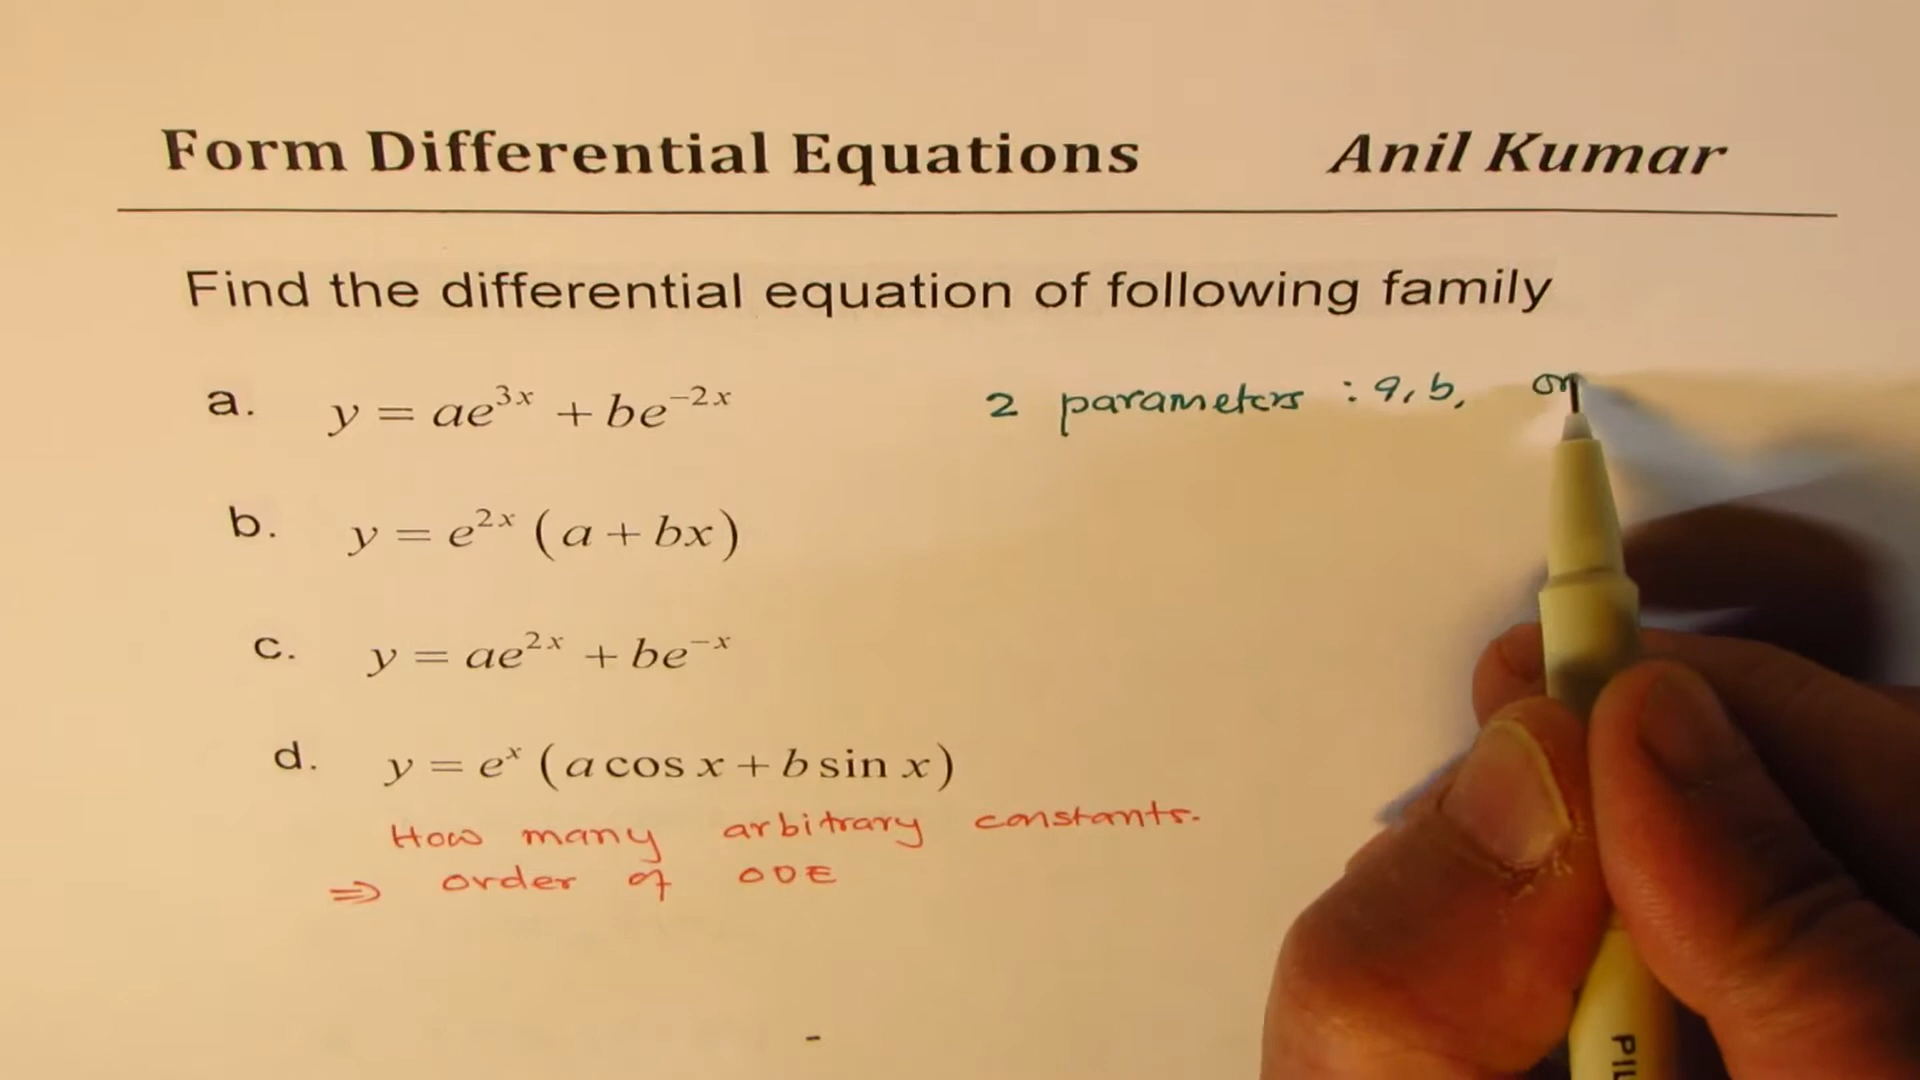 Form Differential Equations Anil Kumar
Find the differential equation of following family
a. y = ae^{3x} + be^{-2x} 2 parameters : a, b,
b. y = e^{2x} (a + bx)
c. y = ae^{2x} + be^{-x}
d. y = e^{x} (a cos x + b sin x)
How many arbitrary constants.
⇒ order of ODE
PIL